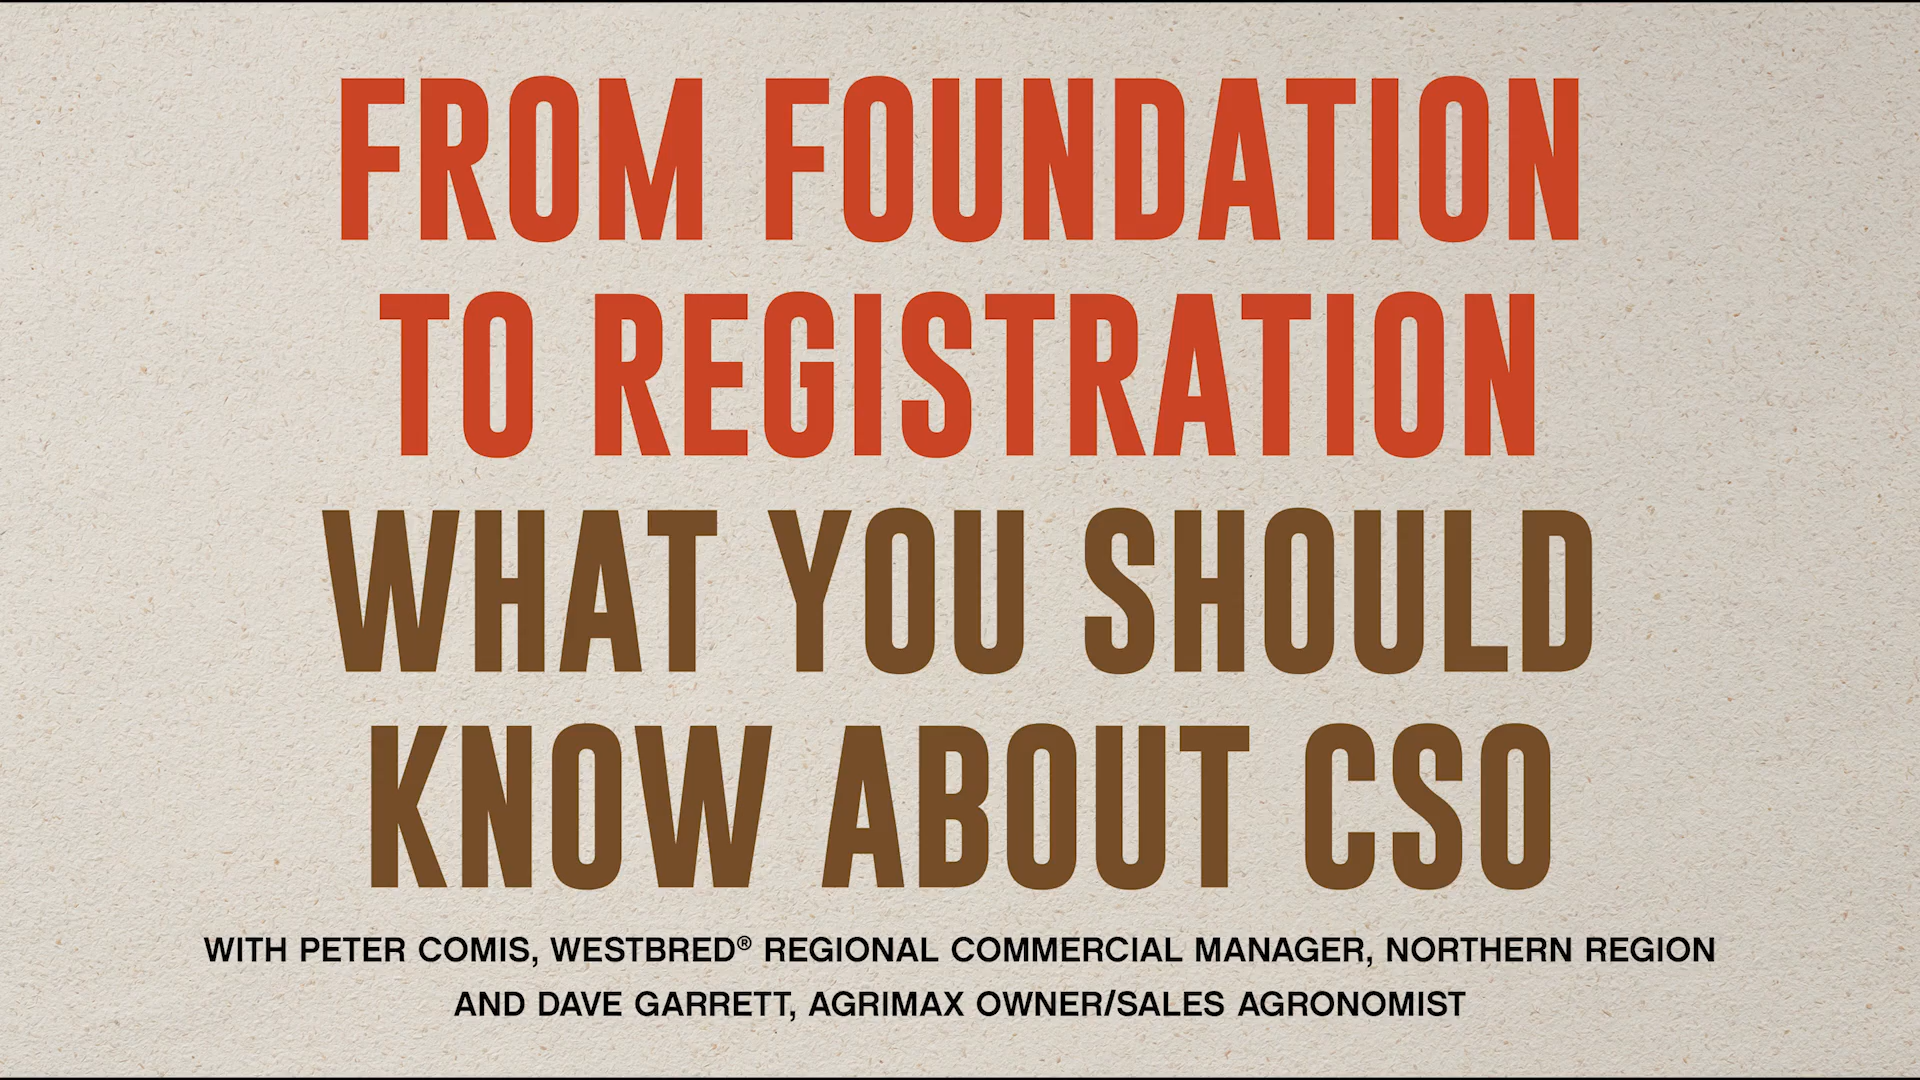 FROM FOUNDATION
TO REGISTRATION
WHAT YOU SHOULD
KNOW ABOUT CSO
WITH PETER COMIS, WESTBRED® REGIONAL COMMERCIAL MANAGER, NORTHERN REGION
AND DAVE GARRETT, AGRIMAX OWNER/SALES AGRONOMIST